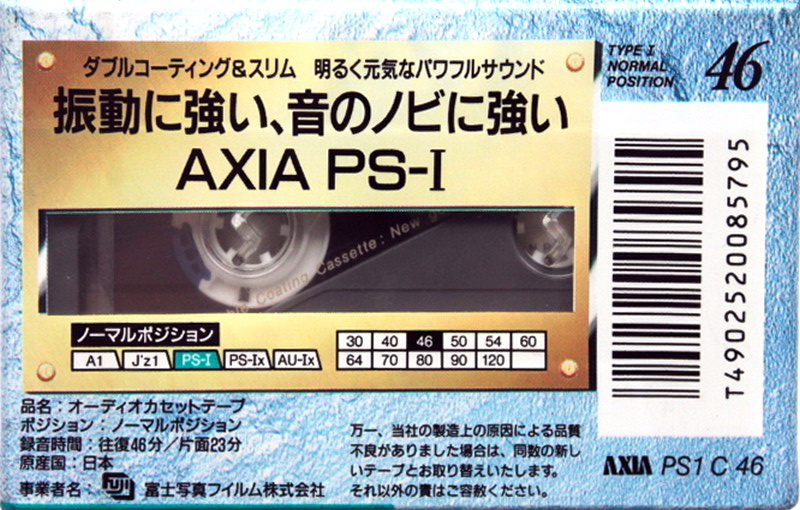 ダブルコーティング&スリム 明るく元気なパワフルサウンド
振動に強い、音のノビに強い
AXIA PS-I
TYPE I
NORMAL
POSITION
46
Coating Cassette: New
T4902520085795
ノーマルポジション
A1 J'z1 PS-I PS-Ix AU-Ix
30 40 46 50 54 60
64 70 80 90 120
品名：オーディオカセットテープ
ポジション：ノーマルポジション
録音時間：往復46分／片面23分
原産国：日本
事業者名： FUJI 富士写真フイルム株式会社
万一、当社の製造上の原因による品質
不良がありました場合は、同数の新し
いテープとお取り替えいたします。
それ以外の責はご容赦ください。
AXIA PS1 C 46